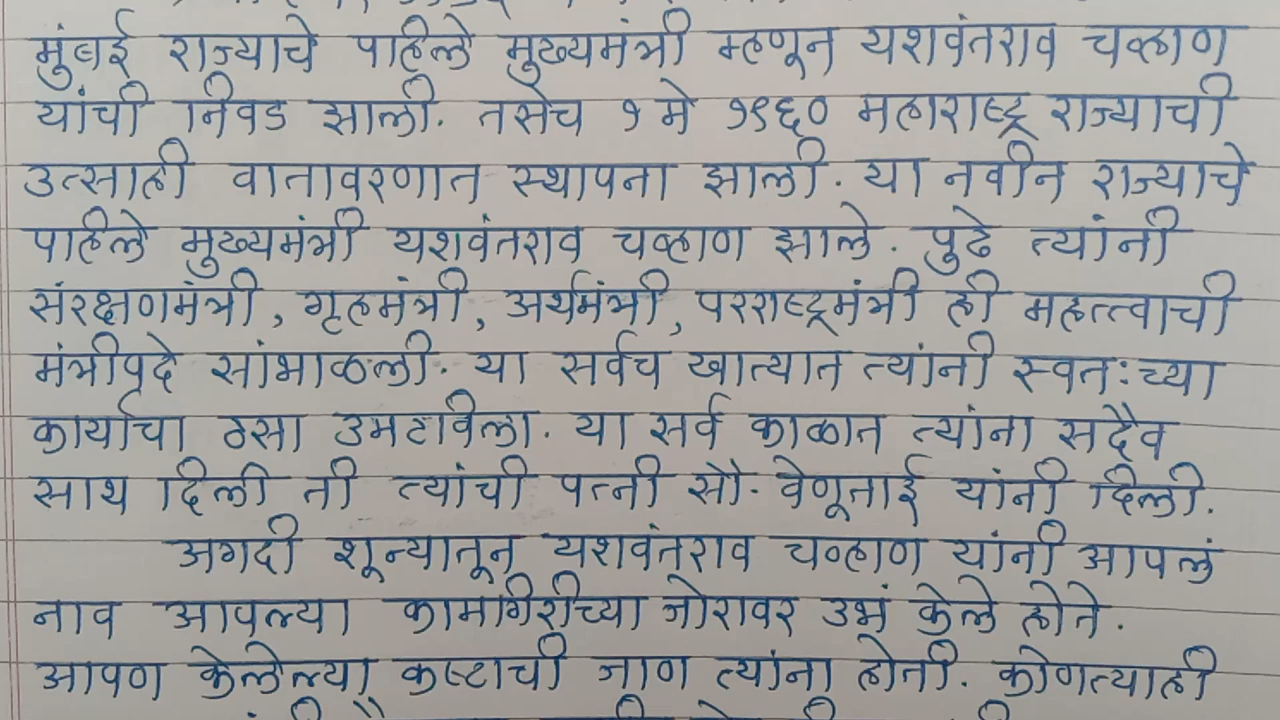 मुंबई राज्याचे पहिले मुख्यमंत्री म्हणून यशवंतराव चव्हाण
यांची निवड झाली. तसेच १ मे १९६० महाराष्ट्र राज्याची
उत्साही वातावरणात स्थापना झाली. या नवीन राज्याचे
पहिले मुख्यमंत्री यशवंतराव चव्हाण झाले. पुढे त्यांनी
संरक्षणमंत्री, गृहमंत्री, अर्थमंत्री, परराष्ट्रमंत्री ही महत्त्वाची
मंत्रीपदे सांभाळली. या सर्वच खात्यात त्यांनी स्वतःच्या
कार्याचा ठसा उमटविला. या सर्व काळात त्यांना सदैव
साथ दिली ती त्यांची पत्नी सौ. वेणूताई यांनी दिली.
अगदी शून्यातून यशवंतराव चव्हाण यांनी आपलं
नाव आपल्या कामगिरीच्या जोरावर उभं केले होते.
आपण केलेल्या कष्टाची जाण त्यांना होती. कोणत्याही